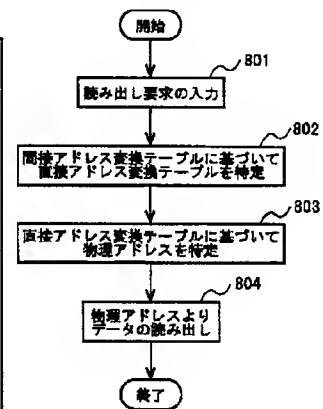 開始
801
読み出し要求の入力
802
間接アドレス変換テーブルに基づいて
直接アドレス変換テーブルを特定
803
直接アドレス変換テーブルに基づいて
物理アドレスを特定
804
物理アドレスより
データの読み出し
終了